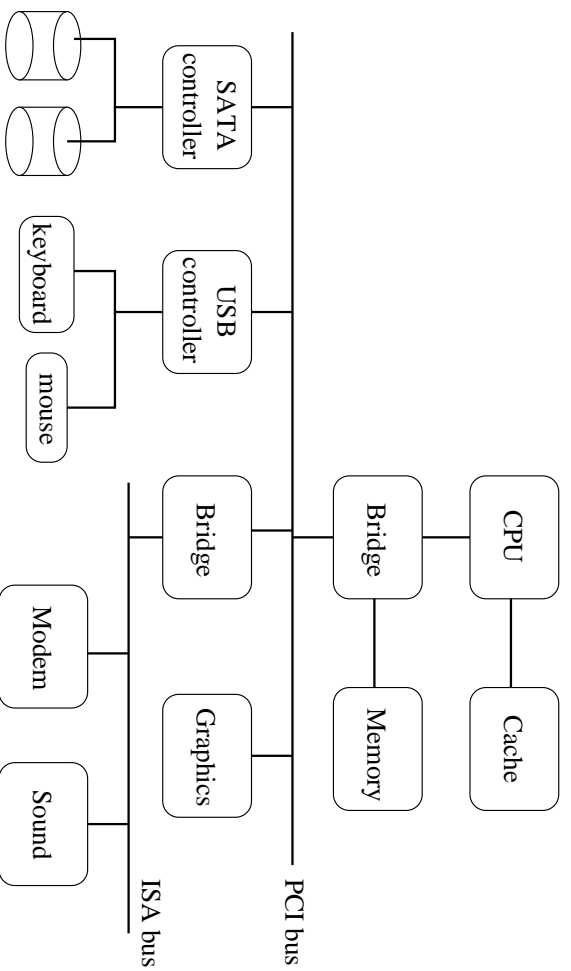 CPU
Cache
Bridge
Memory
PCI bus
SATA
controller
USB
controller
Bridge
Graphics
ISA bus
keyboard
mouse
Modem
Sound